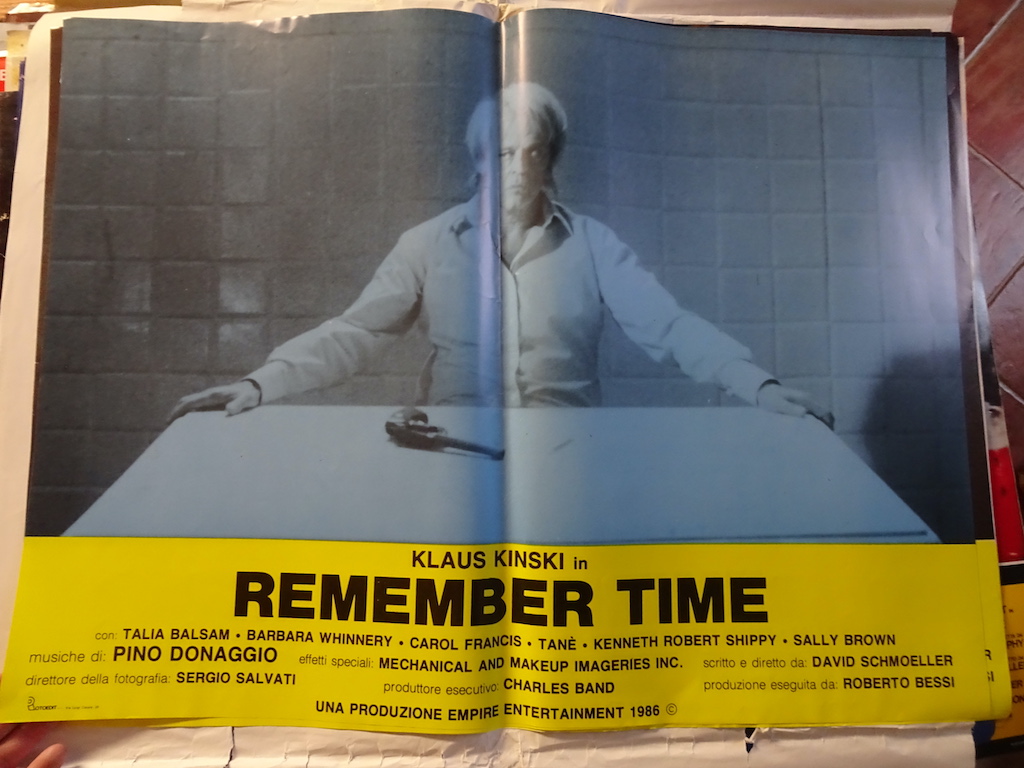 KLAUS KINSKI in
REMEMBER TIME
con: TALIA BALSAM • BARBARA WHINNERY • CAROL FRANCIS • TANÈ • KENNETH ROBERT SHIPPY • SALLY BROWN
musiche di: PINO DONAGGIO effetti speciali: MECHANICAL AND MAKEUP IMAGERIES INC. scritto e diretto da: DAVID SCHMOELLER
direttore della fotografia: SERGIO SALVATI produttore esecutivo: CHARLES BAND produzione eseguita da: ROBERTO BESSI
UNA PRODUZIONE EMPIRE ENTERTAINMENT 1986 ©